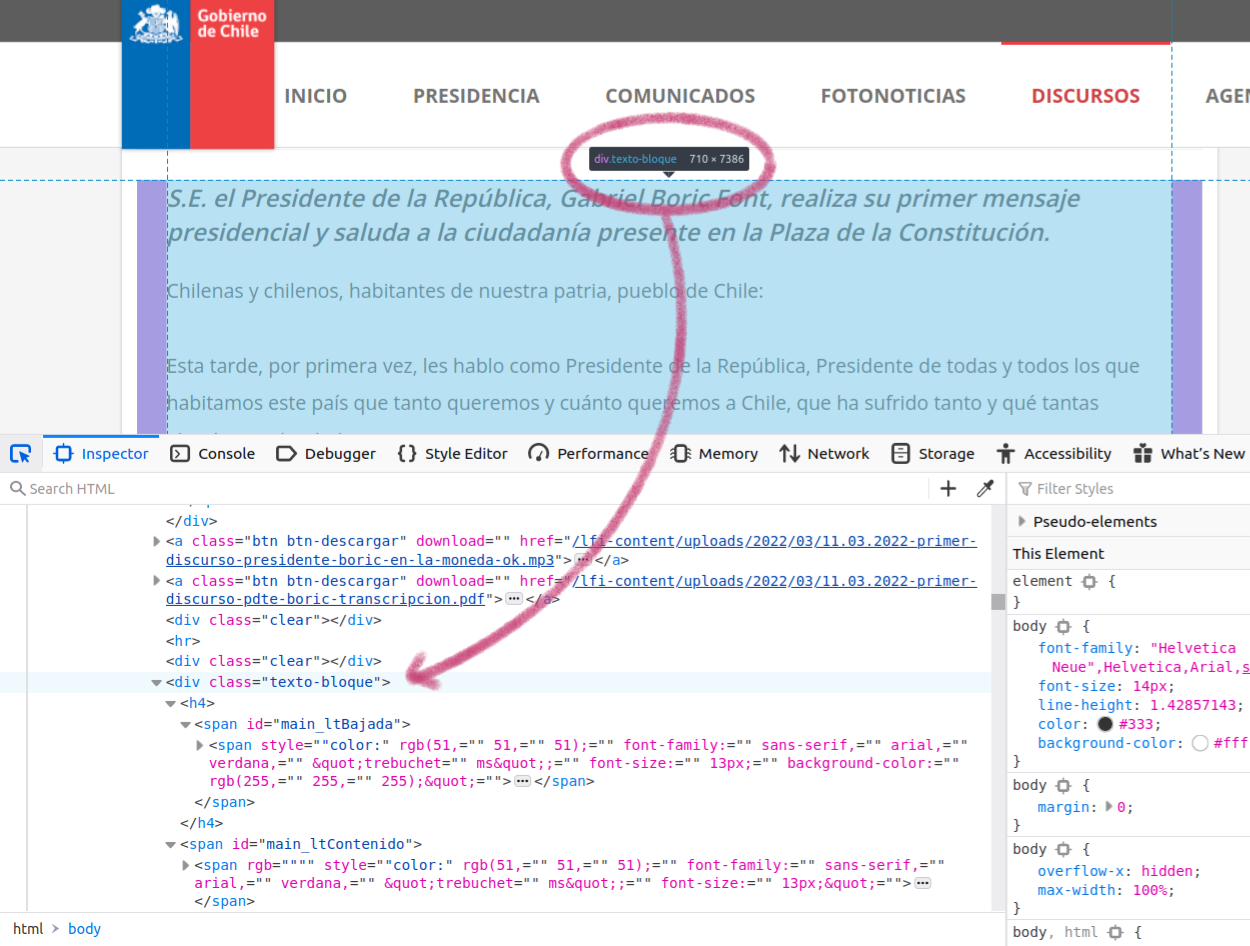 Gobierno
de Chile
INICIO PRESIDENCIA COMUNICADOS FOTONOTICIAS DISCURSOS AGEN
div.texto-bloque 710 × 7386
S.E. el Presidente de la República, Gabriel Boric Font, realiza su primer mensaje
presidencial y saluda a la ciudadanía presente en la Plaza de la Constitución.
Chilenas y chilenos, habitantes de nuestra patria, pueblo de Chile:
Esta tarde, por primera vez, les hablo como Presidente de la República, Presidente de todas y todos los que
habitamos este país que tanto queremos y cuánto queremos a Chile, que ha sufrido tanto y qué tantas
Inspector Console Debugger Style Editor Performance Memory Network Storage Accessibility What's New
Search HTML
</div>
<a class="btn btn-descargar" download="" href="/lfi-content/uploads/2022/03/11.03.2022-primer-
discurso-presidente-boric-en-la-moneda-ok.mp3"></a>
<a class="btn btn-descargar" download="" href="/lfi-content/uploads/2022/03/11.03.2022-primer-
discurso-pdte-boric-transcripcion.pdf"></a>
<div class="clear"></div>
<hr>
<div class="clear"></div>
<div class="texto-bloque">
<h4>
<span id="main_ltBajada">
<span style=""color:" rgb(51,="" 51,="" 51);="" font-family:="" sans-serif,="" arial,=""
verdana,="" &quot;trebuchet="" ms&quot;;="" font-size:="" 13px;="" background-color:=""
rgb(255,="" 255,="" 255);&quot;=""></span>
</span>
</h4>
<span id="main_ltContenido">
<span rgb="""" style=""color:" rgb(51,="" 51,="" 51);="" font-family:="" sans-serif,=""
arial,="" verdana,="" &quot;trebuchet="" ms&quot;;="" font-size:="" 13px;&quot;="">
</span>
html > body
Filter Styles
Pseudo-elements
This Element
element {
}
body {
font-family: "Helvetica
Neue",Helvetica,Arial,s
font-size: 14px;
line-height: 1.42857143;
color: #333;
background-color: #fff
}
body {
margin: 0;
}
body {
overflow-x: hidden;
max-width: 100%;
}
body, html {